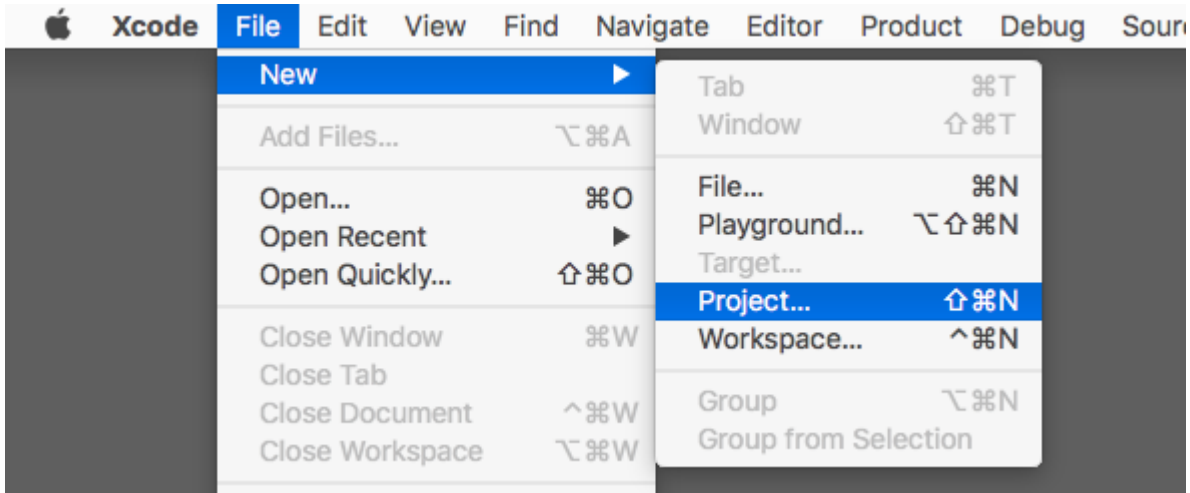 Xcode File Edit View Find Navigate Editor Product Debug Sour
New ▶
Add Files... ⌥⌘A
Open... ⌘O
Open Recent ▶
Open Quickly... ⇧⌘O
Close Window ⌘W
Close Tab
Close Document ^⌘W
Close Workspace ⌥⌘W
Tab ⌘T
Window ⇧⌘T
File... ⌘N
Playground... ⌥⇧⌘N
Target...
Project... ⇧⌘N
Workspace... ^⌘N
Group ⌥⌘N
Group from Selection